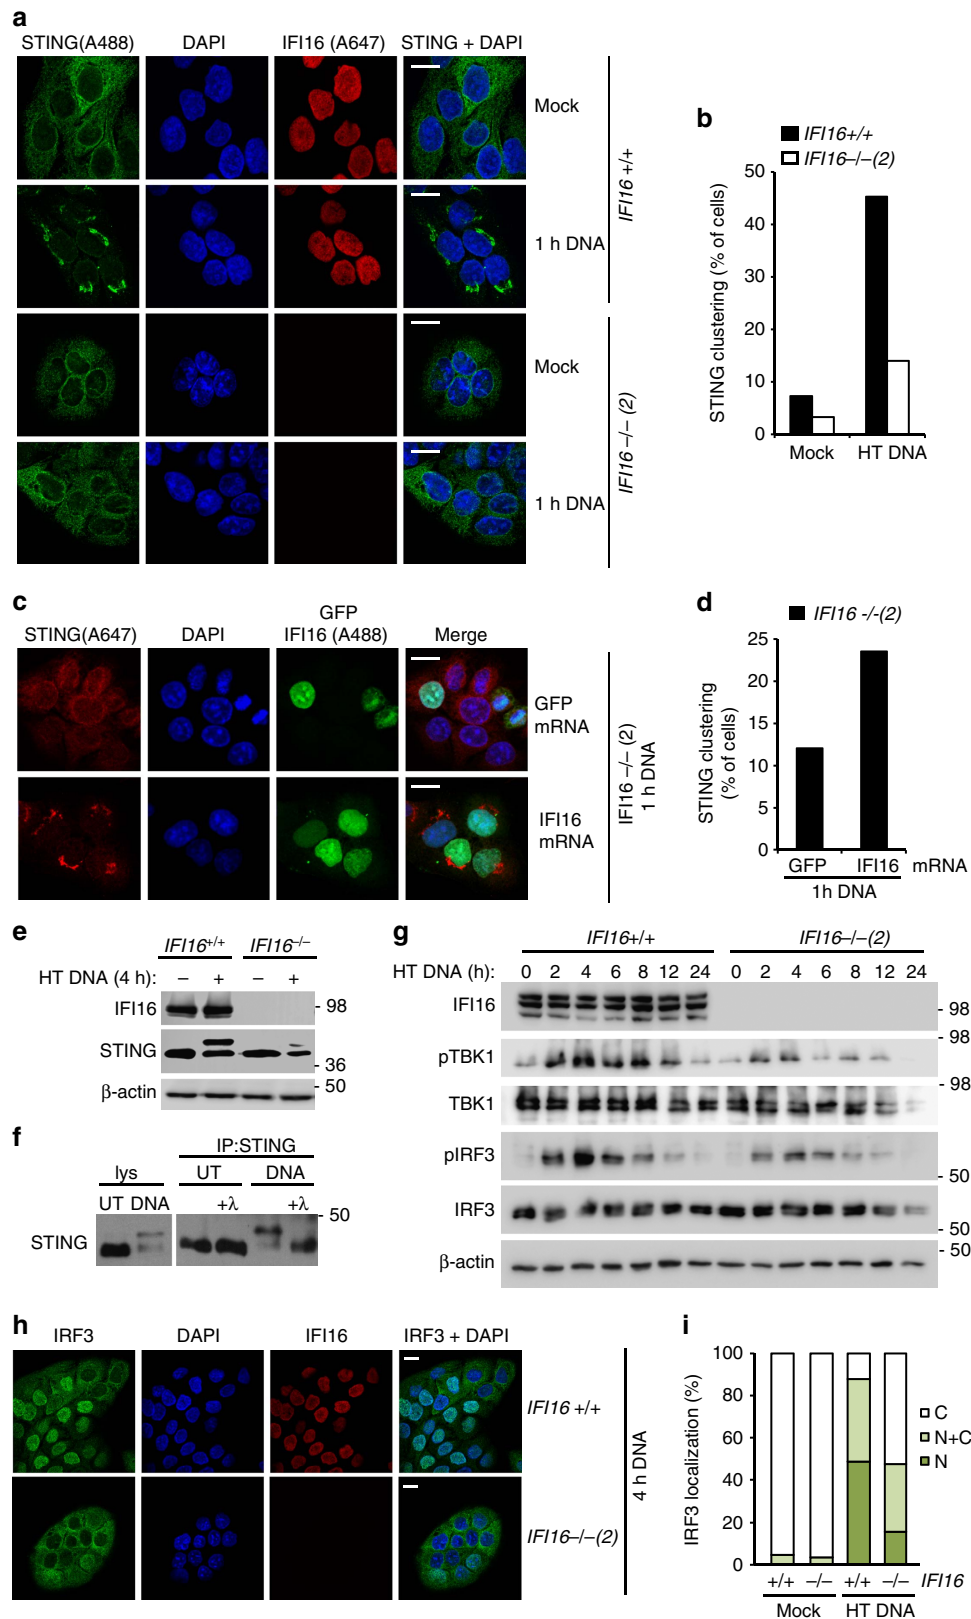 a
STING(A488) DAPI IFI16 (A647) STING + DAPI
Mock
1 h DNA
IFI16 +/+
Mock
1 h DNA
IFI16 –/– (2)
b
IFI16+/+
IFI16–/–(2)
STING clustering (% of cells)
50
40
30
20
10
0
Mock HT DNA
c
STING(A647) DAPI GFP IFI16 (A488) Merge
GFP mRNA
IFI16 mRNA
IFI16 –/– (2)
1 h DNA
d
IFI16 -/-(2)
STING clustering
(% of cells)
25
20
15
10
5
0
GFP IFI16 mRNA
1h DNA
e
IFI16+/+ IFI16–/–
HT DNA (4 h): – + – +
IFI16 - 98
STING
36
β-actin - 50
f
IP:STING
lys UT DNA
UT DNA +λ +λ
- 50
STING
g
IFI16+/+ IFI16–/–(2)
HT DNA (h): 0 2 4 6 8 12 24 0 2 4 6 8 12 24
IFI16
- 98
pTBK1 - 98
TBK1 - 98
pIRF3
- 50
IRF3
- 50
β-actin - 50
h
IRF3 DAPI IFI16 IRF3 + DAPI
IFI16 +/+
IFI16–/–(2)
4 h DNA
i
IRF3 localization (%)
100
80
60
40
20
0
C
N+C
N
+/+ –/– +/+ –/– IFI16
Mock HT DNA